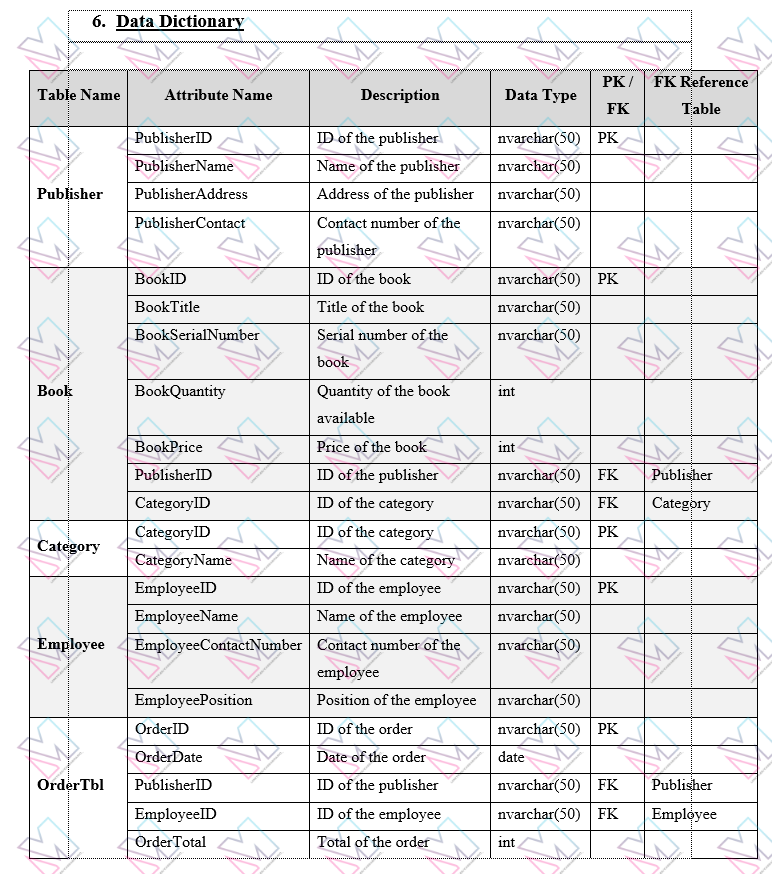 6. Data Dictionary
Table Name Attribute Name Description Data Type PK / FK FK Reference Table
Publisher
PublisherID ID of the publisher nvarchar(50) PK
PublisherName Name of the publisher nvarchar(50)
PublisherAddress Address of the publisher nvarchar(50)
PublisherContact Contact number of the publisher nvarchar(50)
Book
BookID ID of the book nvarchar(50) PK
BookTitle Title of the book nvarchar(50)
BookSerialNumber Serial number of the book nvarchar(50)
BookQuantity Quantity of the book available int
BookPrice Price of the book int
PublisherID ID of the publisher nvarchar(50) FK Publisher
CategoryID ID of the category nvarchar(50) FK Category
Category
CategoryID ID of the category nvarchar(50) PK
CategoryName Name of the category nvarchar(50)
Employee
EmployeeID ID of the employee nvarchar(50) PK
EmployeeName Name of the employee nvarchar(50)
EmployeeContactNumber Contact number of the employee nvarchar(50)
EmployeePosition Position of the employee nvarchar(50)
OrderTbl
OrderID ID of the order nvarchar(50) PK
OrderDate Date of the order date
PublisherID ID of the publisher nvarchar(50) FK Publisher
EmployeeID ID of the employee nvarchar(50) FK Employee
OrderTotal Total of the order int